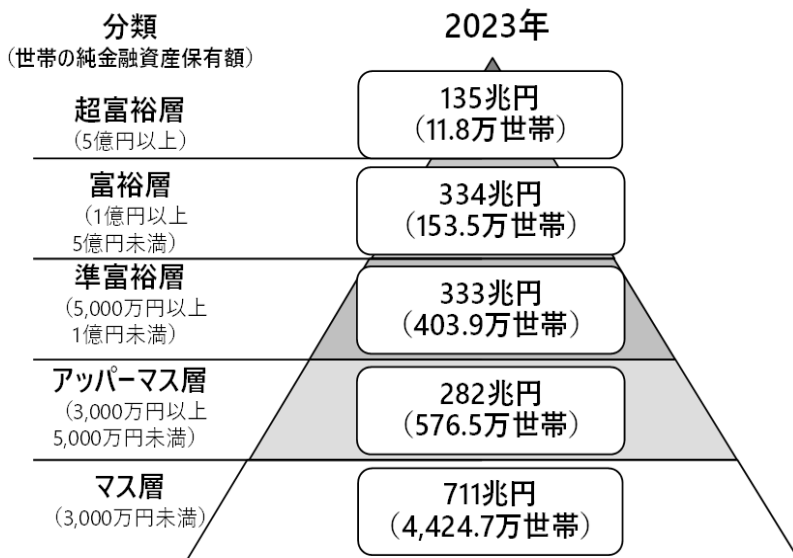 分類
（世帯の純金融資産保有額）
2023年
超富裕層
（5億円以上）
135兆円
（11.8万世帯）
富裕層
（1億円以上
5億円未満）
334兆円
（153.5万世帯）
準富裕層
（5,000万円以上
1億円未満）
333兆円
（403.9万世帯）
アッパーマス層
（3,000万円以上
5,000万円未満）
282兆円
（576.5万世帯）
マス層
（3,000万円未満）
711兆円
（4,424.7万世帯）